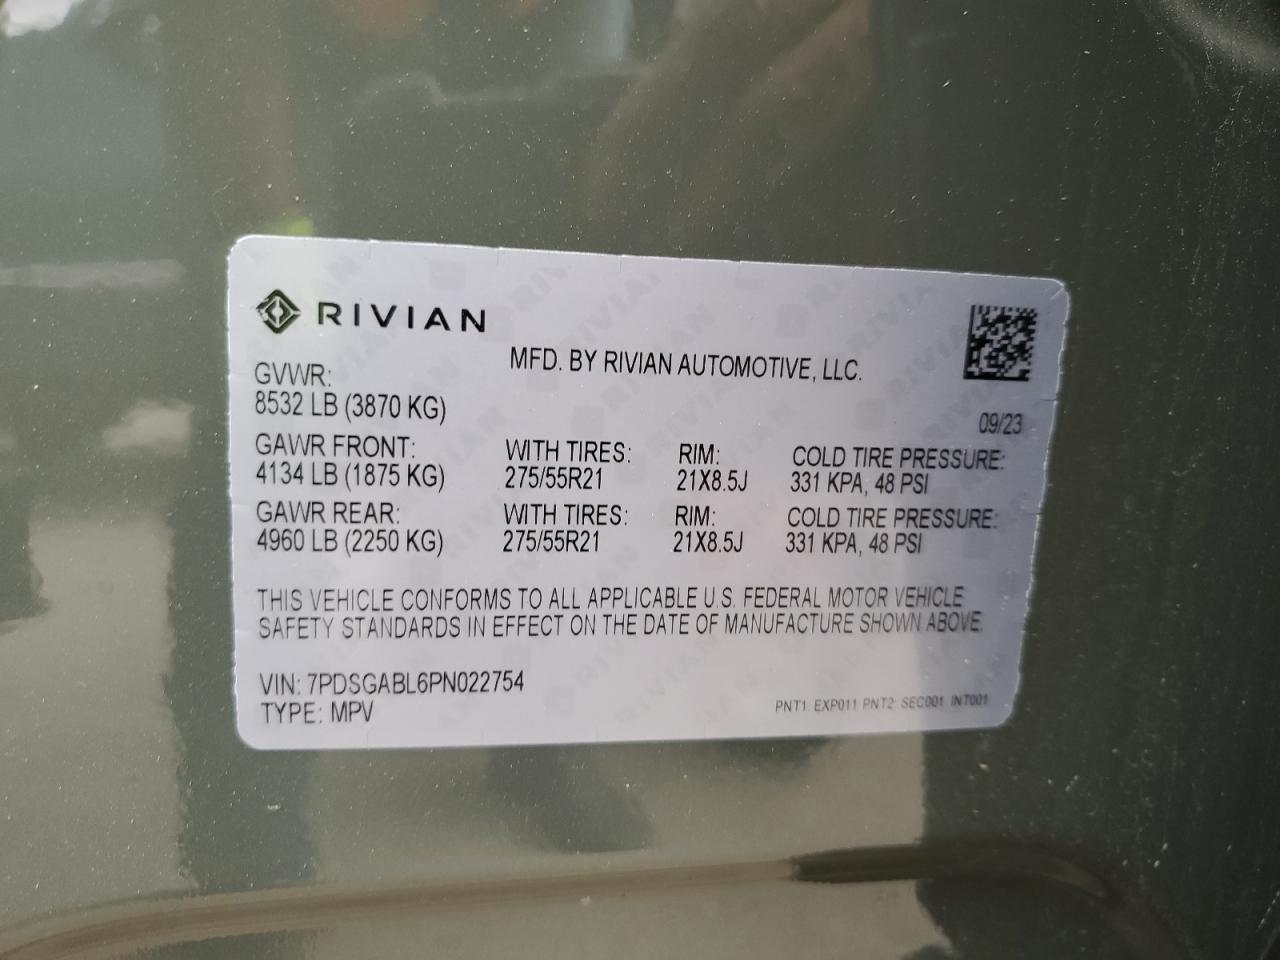 RIVIAN
MFD. BY RIVIAN AUTOMOTIVE, LLC.
GVWR:
8532 LB (3870 KG)
09/23
GAWR FRONT: WITH TIRES: RIM: COLD TIRE PRESSURE:
4134 LB (1875 KG) 275/55R21 21X8.5J 331 KPA, 48 PSI
GAWR REAR: WITH TIRES: RIM: COLD TIRE PRESSURE:
4960 LB (2250 KG) 275/55R21 21X8.5J 331 KPA, 48 PSI
THIS VEHICLE CONFORMS TO ALL APPLICABLE U.S. FEDERAL MOTOR VEHICLE
SAFETY STANDARDS IN EFFECT ON THE DATE OF MANUFACTURE SHOWN ABOVE.
VIN: 7PDSGABL6PN022754
TYPE: MPV
PNT1: EXP011 PNT2: SEC001 INT001